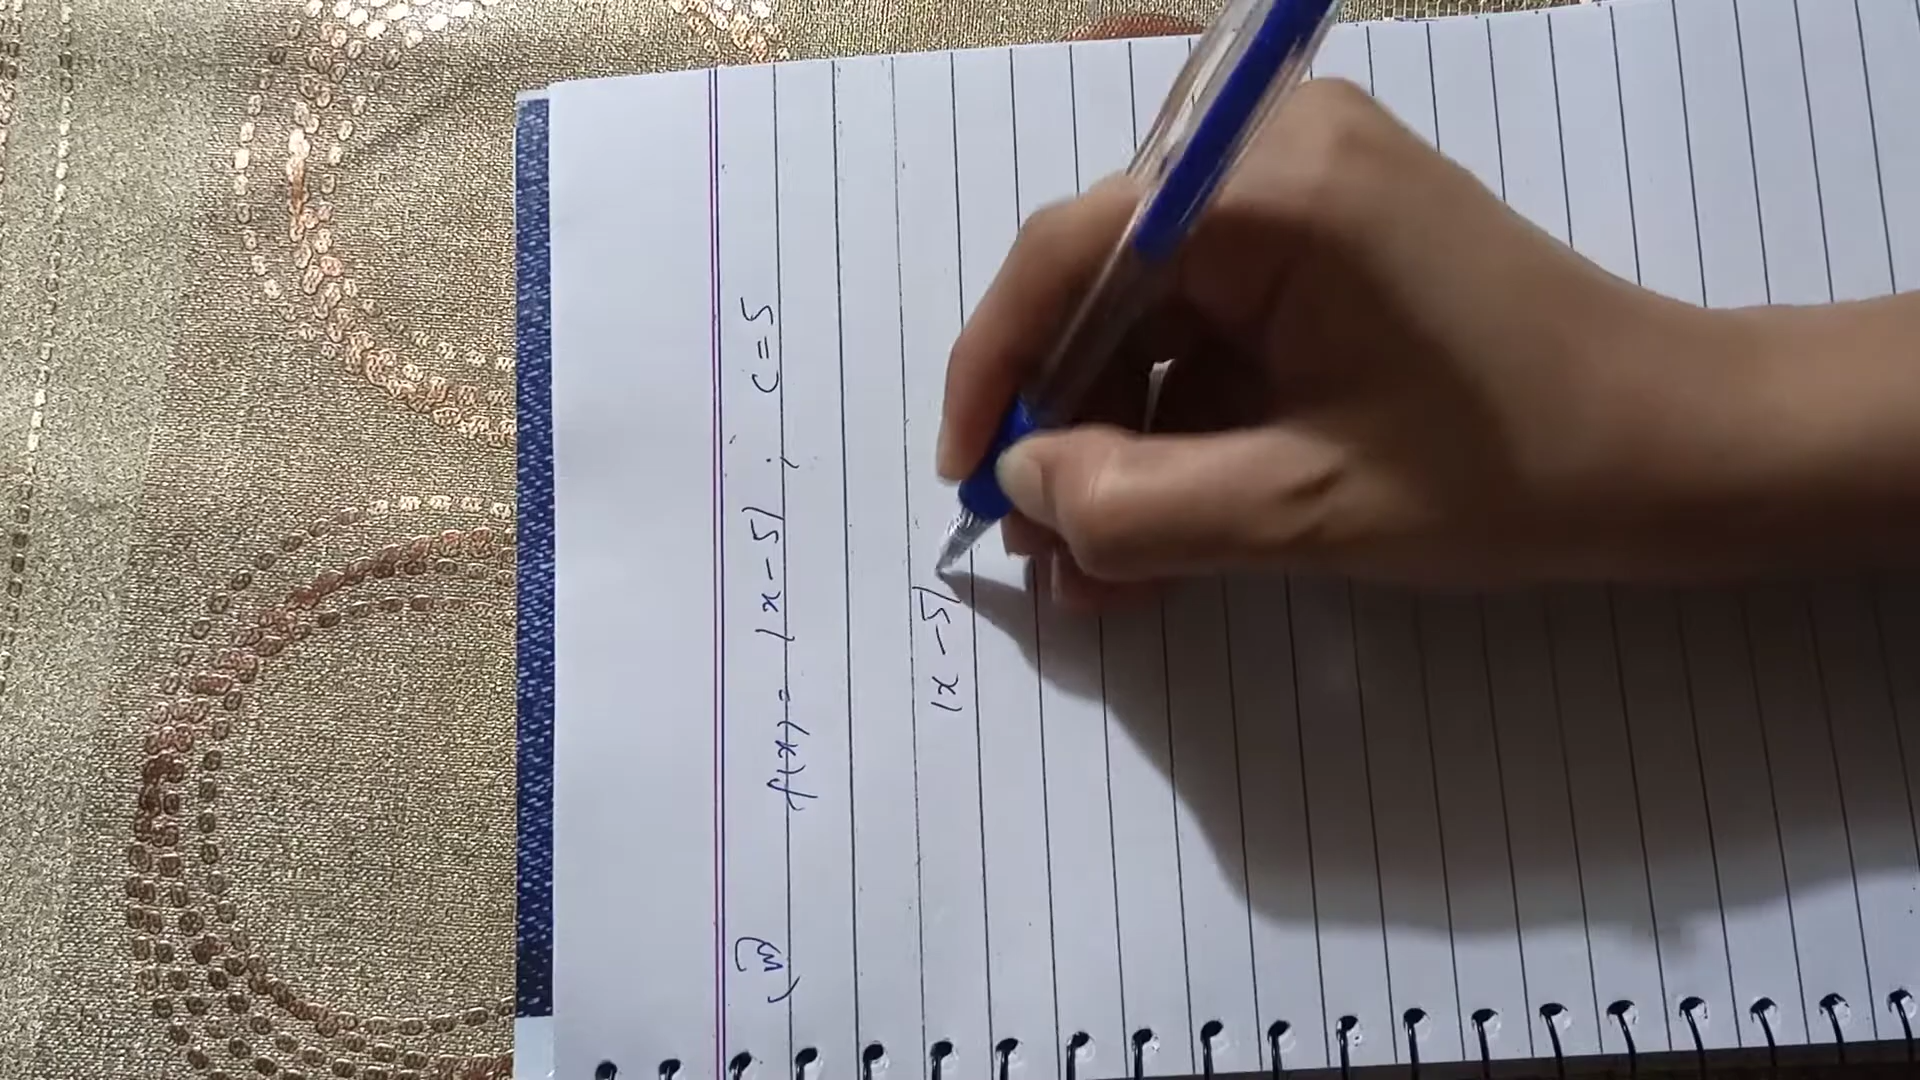 (iii) f(x) = |x-5| ; c=5
|x-5|